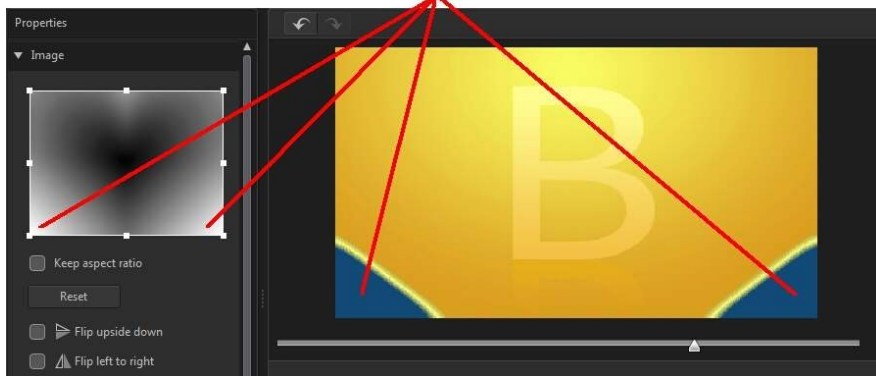 Properties
Image
Keep aspect ratio
Reset
Flip upside down
Flip left to right
B